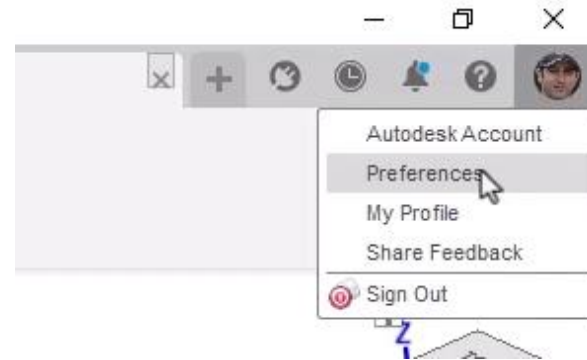 Autodesk Account
Preferences
My Profile
Share Feedback
Sign Out
Z